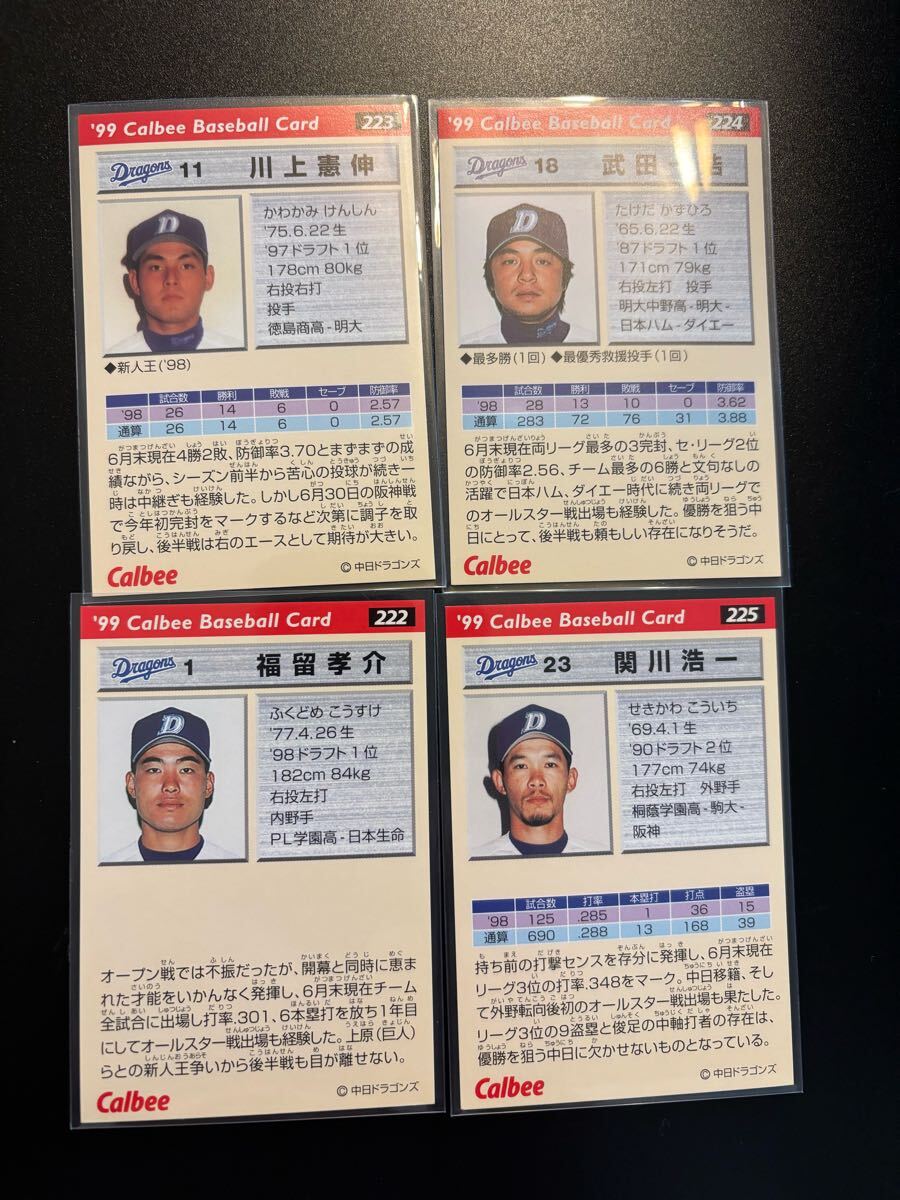 '99 Calbee Baseball Card 223
Dragons 11 川上憲伸
かわかみ けんしん
'75.6.22生
'97ドラフト1位
178cm 80kg
右投右打
投手
徳島商高-明大
◆新人王('98)
試合数 勝利 敗戦 セーブ 防御率
'98 26 14 6 0 2.57
通算 26 14 6 0 2.57
6月末現在4勝2敗、防御率3.70とまずまずの成
績ながら、シーズン前半から苦心の投球が続き一
時は中継ぎも経験した。しかし6月30日の阪神戦
で今年初完封をマークするなど次第に調子を取
り戻し、後半戦は右のエースとして期待が大きい。
Calbee
©中日ドラゴンズ
'99 Calbee Baseball Card 224
Dragons 18 武田一浩
たけだ かずひろ
'65.6.22生
'87ドラフト1位
171cm 79kg
右投左打 投手
明大中野高-明大-
日本ハム-ダイエー
◆最多勝(1回) ◆最優秀救援投手(1回)
試合数 勝利 敗戦 セーブ 防御率
'98 28 13 10 0 3.62
通算 283 72 76 31 3.88
6月末現在両リーグ最多の3完封、セ・リーグ2位
の防御率2.56、チーム最多の6勝と文句なしの
活躍で日本ハム、ダイエー時代に続き両リーグで
のオールスター戦出場も経験した。優勝を狙う中
日にとって、後半戦も頼もしい存在になりそうだ。
Calbee
©中日ドラゴンズ
'99 Calbee Baseball Card 222
Dragons 1 福留孝介
ふくどめ こうすけ
'77.4.26生
'98ドラフト1位
182cm 84kg
右投左打
内野手
PL学園高-日本生命
オープン戦では不振だったが、開幕と同時に恵ま
れた才能をいかんなく発揮し、6月末現在チーム
全試合に出場し打率.301、6本塁打を放ち1年目
にしてオールスター戦出場も経験した。上原(巨人)
らとの新人王争いから後半戦も目が離せない。
Calbee
©中日ドラゴンズ
'99 Calbee Baseball Card 225
Dragons 23 関川浩一
せきかわ こういち
'69.4.1生
'90ドラフト2位
177cm 74kg
右投左打 外野手
桐蔭学園高-駒大-
阪神
試合数 打率 本塁打 打点 盗塁
'98 125 .285 1 36 15
通算 690 .288 13 168 39
持ち前の打撃センスを存分に発揮し、6月末現在
リーグ3位の打率.348をマーク。中日移籍、そし
て外野転向後初のオールスター戦出場も果たした。
リーグ3位の9盗塁と俊足の中軸打者の存在は、
優勝を狙う中日に欠かせないものとなっている。
Calbee
©中日ドラゴンズ